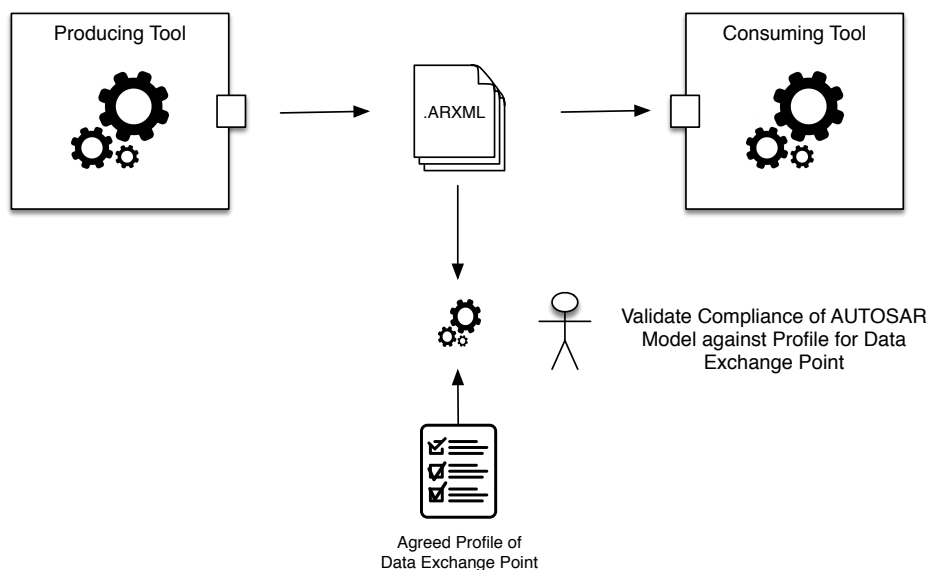 Producing Tool
Consuming Tool
.ARXML
Validate Compliance of AUTOSAR
Model against Profile for Data
Exchange Point
Agreed Profile of
Data Exchange Point